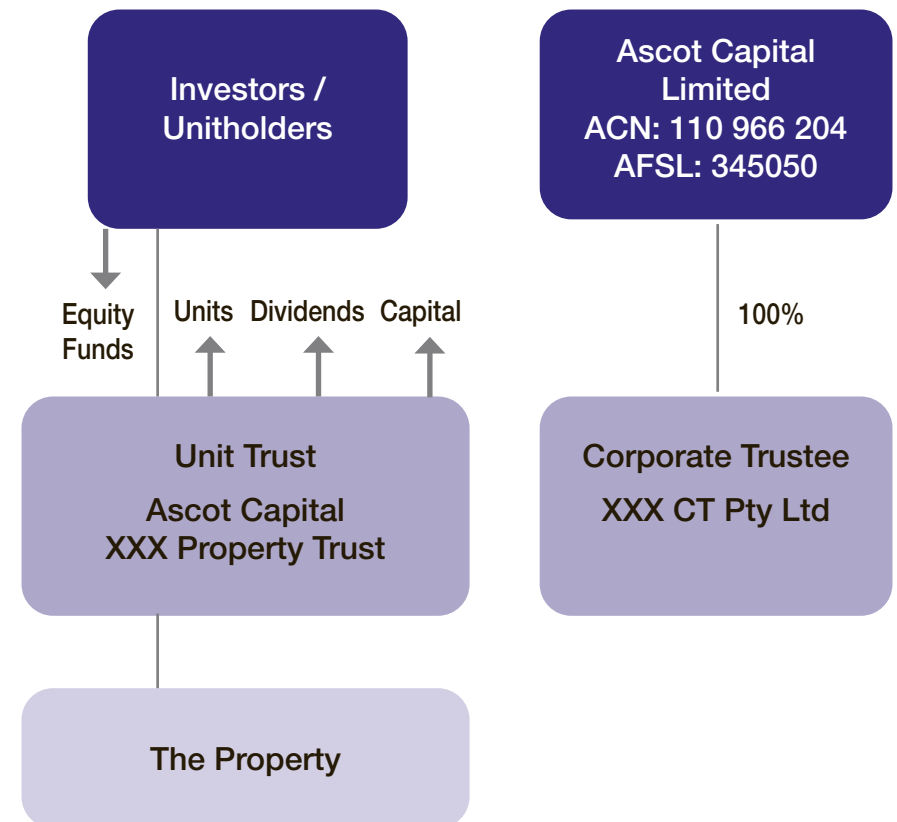 Investors /
Unitholders
Ascot Capital
Limited
ACN: 110 966 204
AFSL: 345050
Equity
Funds
Units
Dividends
Capital
100%
Unit Trust
Ascot Capital
XXX Property Trust
Corporate Trustee
XXX CT Pty Ltd
The Property